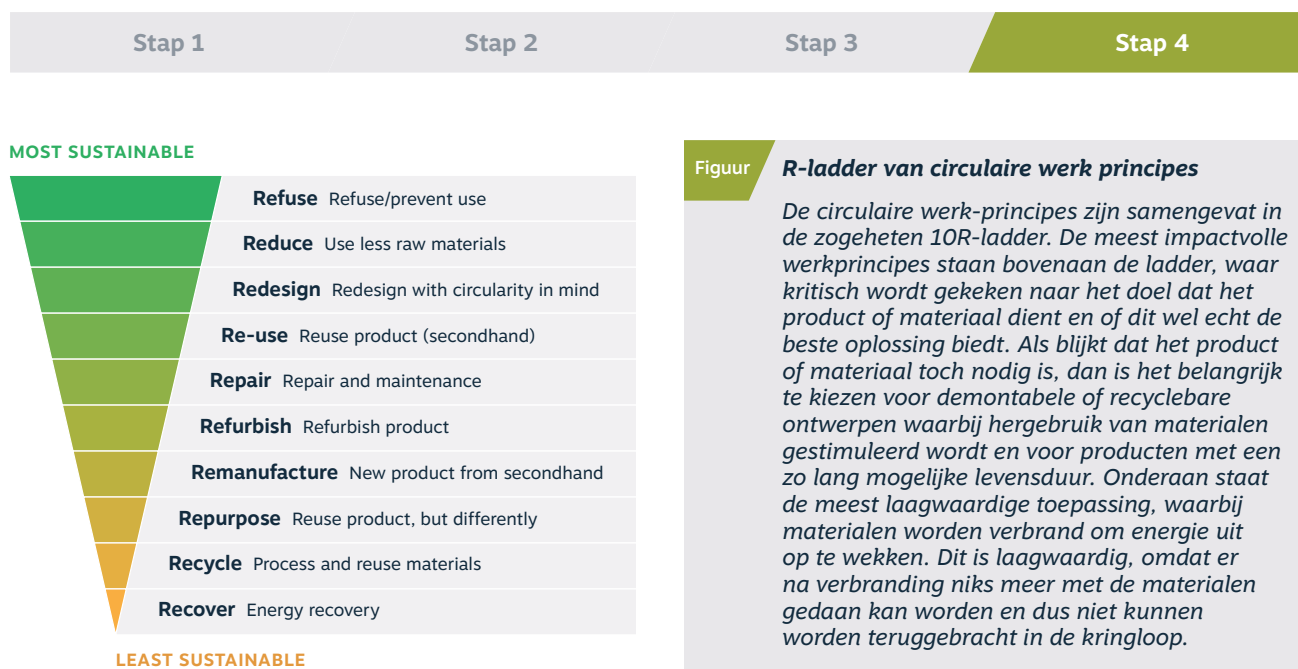 Stap 1
Stap 2
Stap 3
Stap 4
MOST SUSTAINABLE
Refuse Refuse/prevent use
Reduce Use less raw materials
Redesign Redesign with circularity in mind
Re-use Reuse product (secondhand)
Repair Repair and maintenance
Refurbish Refurbish product
Remanufacture New product from secondhand
Repurpose Reuse product, but differently
Recycle Process and reuse materials
Recover Energy recovery
LEAST SUSTAINABLE
Figuur
R-ladder van circulaire werk principes
De circulaire werk-principes zijn samengevat in
de zogeheten 10R-ladder. De meest impactvolle
werkprincipes staan bovenaan de ladder, waar
kritisch wordt gekeken naar het doel dat het
product of materiaal dient en of dit wel echt de
beste oplossing biedt. Als blijkt dat het product
of materiaal toch nodig is, dan is het belangrijk
te kiezen voor demontabele of recyclebare
ontwerpen waarbij hergebruik van materialen
gestimuleerd wordt en voor producten met een
zo lang mogelijke levensduur. Onderaan staat
de meest laagwaardige toepassing, waarbij
materialen worden verbrand om energie uit
op te wekken. Dit is laagwaardig, omdat er
na verbranding niks meer met de materialen
gedaan kan worden en dus niet kunnen
worden teruggebracht in de kringloop.